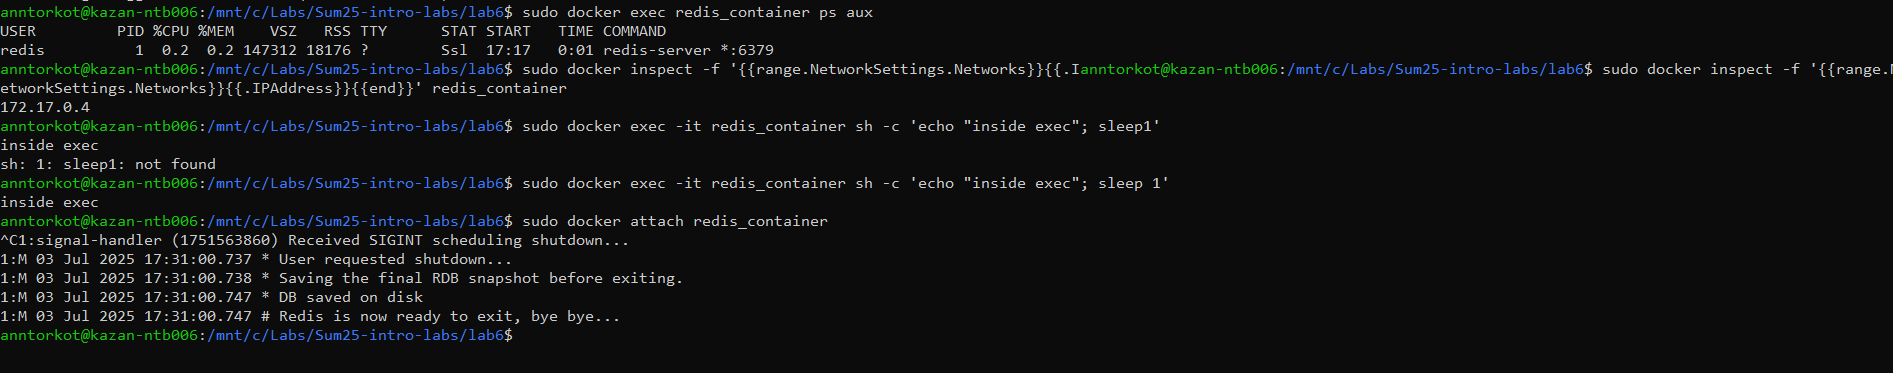 anntorkot@kazan-ntb006:/mnt/c/Labs/Sum25-intro-labs/lab6$ sudo docker exec redis_container ps aux
USER         PID %CPU %MEM    VSZ   RSS TTY      STAT START   TIME COMMAND
redis          1  0.2  0.2 147312 18176 ?        Ssl  17:17   0:01 redis-server *:6379
anntorkot@kazan-ntb006:/mnt/c/Labs/Sum25-intro-labs/lab6$ sudo docker inspect -f '{{range.NetworkSettings.Networks}}{{.Ianntorkot@kazan-ntb006:/mnt/c/Labs/Sum25-intro-labs/lab6$ sudo docker inspect -f '{{range.N
etworkSettings.Networks}}{{.IPAddress}}{{end}}' redis_container
172.17.0.4
anntorkot@kazan-ntb006:/mnt/c/Labs/Sum25-intro-labs/lab6$ sudo docker exec -it redis_container sh -c 'echo "inside exec"; sleep1'
inside exec
sh: 1: sleep1: not found
anntorkot@kazan-ntb006:/mnt/c/Labs/Sum25-intro-labs/lab6$ sudo docker exec -it redis_container sh -c 'echo "inside exec"; sleep 1'
inside exec
anntorkot@kazan-ntb006:/mnt/c/Labs/Sum25-intro-labs/lab6$ sudo docker attach redis_container
^C1:signal-handler (1751563860) Received SIGINT scheduling shutdown...
1:M 03 Jul 2025 17:31:00.737 * User requested shutdown...
1:M 03 Jul 2025 17:31:00.738 * Saving the final RDB snapshot before exiting.
1:M 03 Jul 2025 17:31:00.747 * DB saved on disk
1:M 03 Jul 2025 17:31:00.747 # Redis is now ready to exit, bye bye...
anntorkot@kazan-ntb006:/mnt/c/Labs/Sum25-intro-labs/lab6$